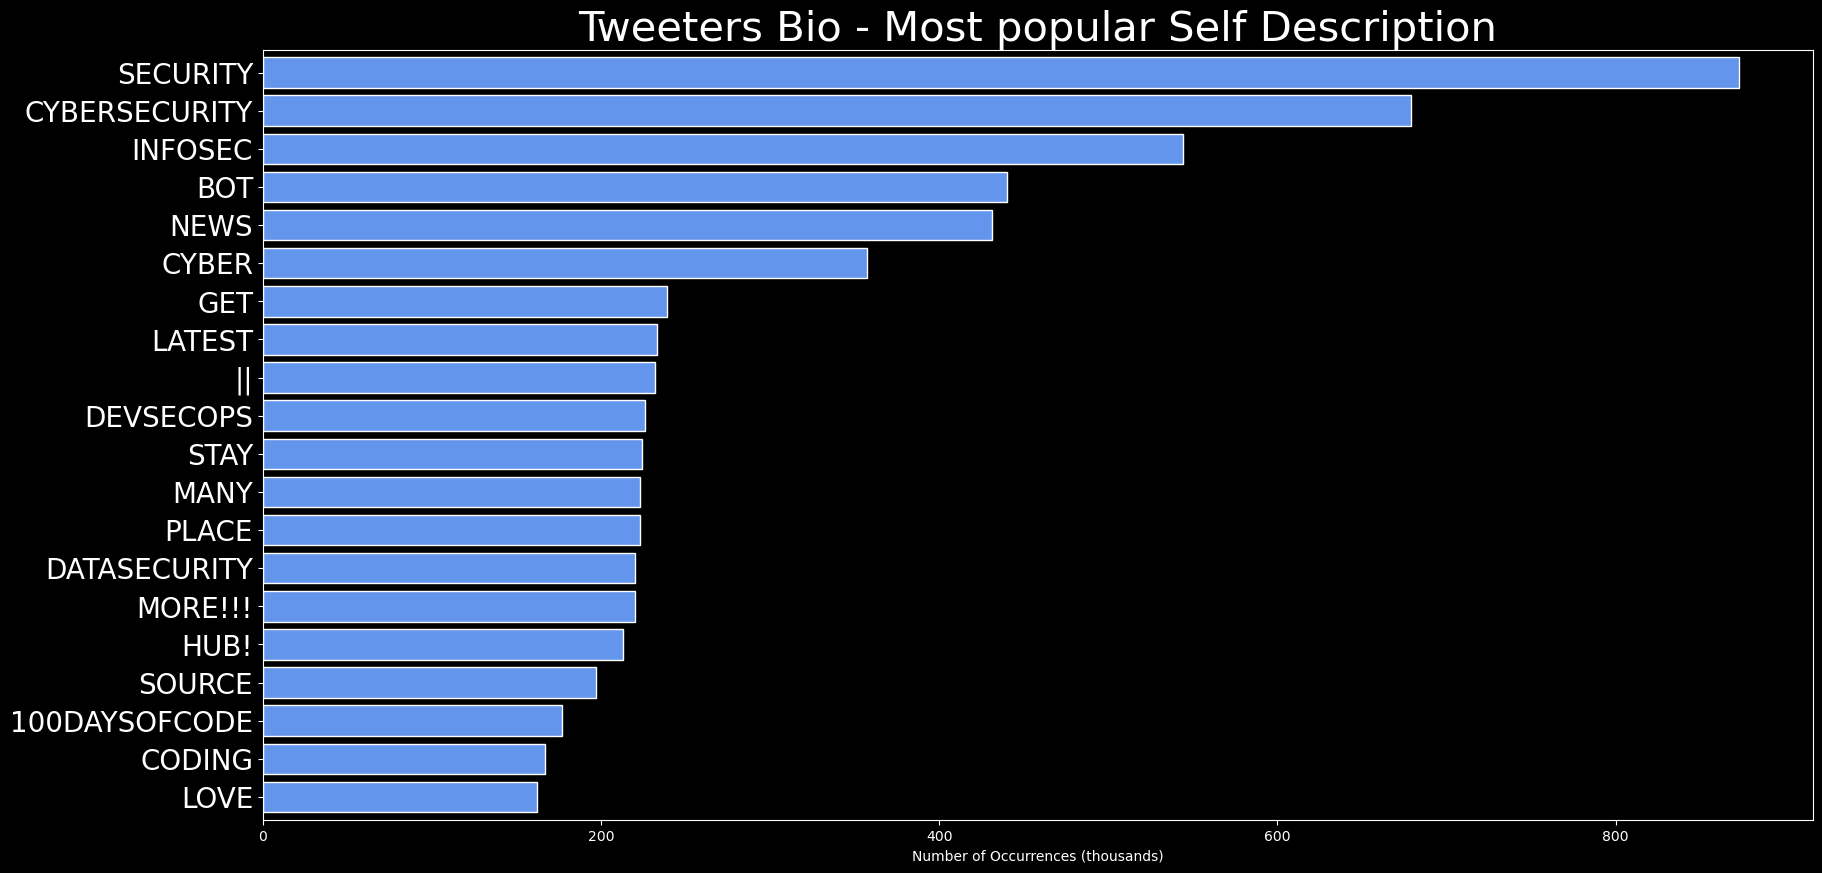 Tweeters Bio - Most popular Self Description
SECURITY
CYBERSECURITY
INFOSEC
BOT
NEWS
CYBER
GET
LATEST
||
DEVSECOPS
STAY
MANY
PLACE
DATASECURITY
MORE!!!
HUB!
SOURCE
100DAYSOFCODE
CODING
LOVE
0 200 400 600 800
Number of Occurrences (thousands)